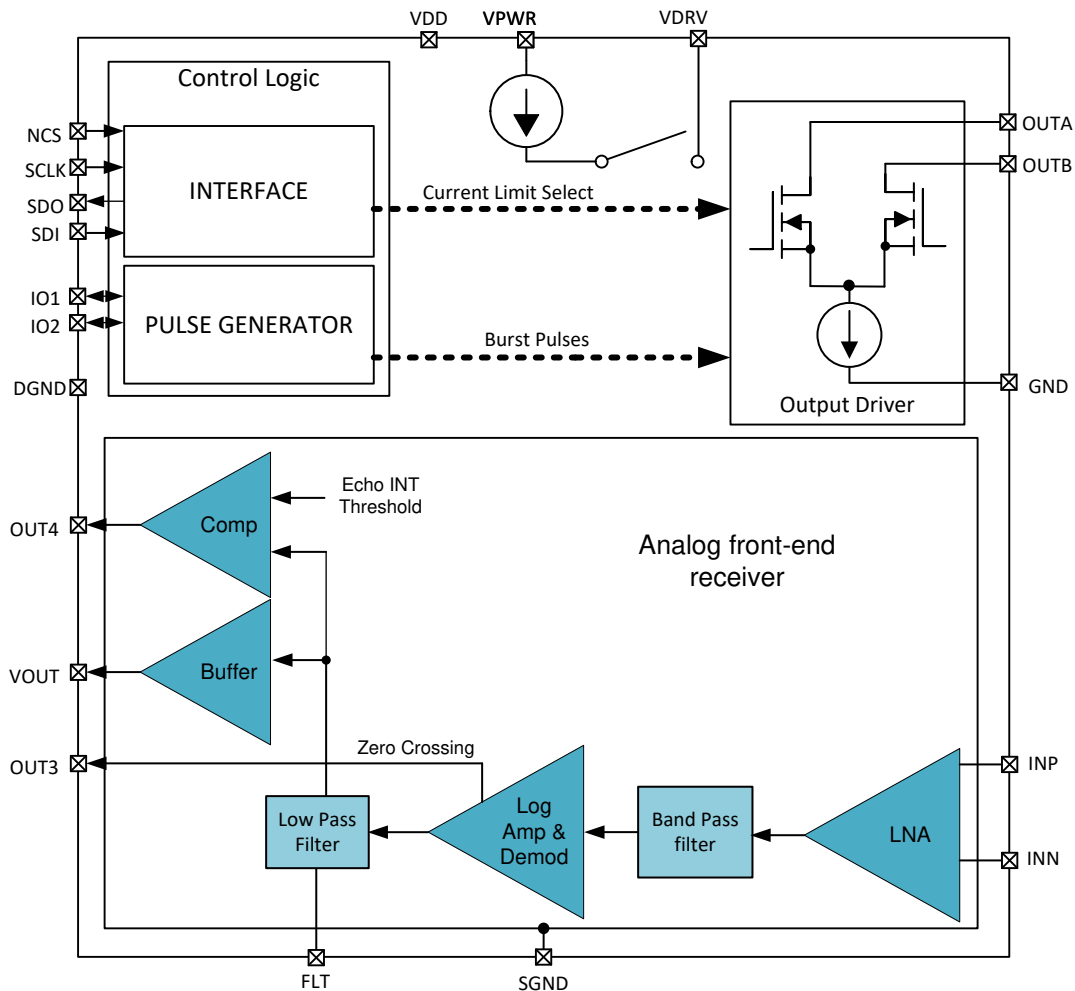 VDD
VPWR
VDRV
Control Logic
NCS
SCLK
SDO
SDI
INTERFACE
IO1
IO2
PULSE GENERATOR
DGND
Current Limit Select
Burst Pulses
OUTA
OUTB
GND
Output Driver
Echo INT
Threshold
Comp
OUT4
Analog front-end
receiver
Buffer
VOUT
Zero Crossing
OUT3
Low Pass
Filter
Log
Amp &
Demod
Band Pass
filter
LNA
INP
INN
FLT
SGND